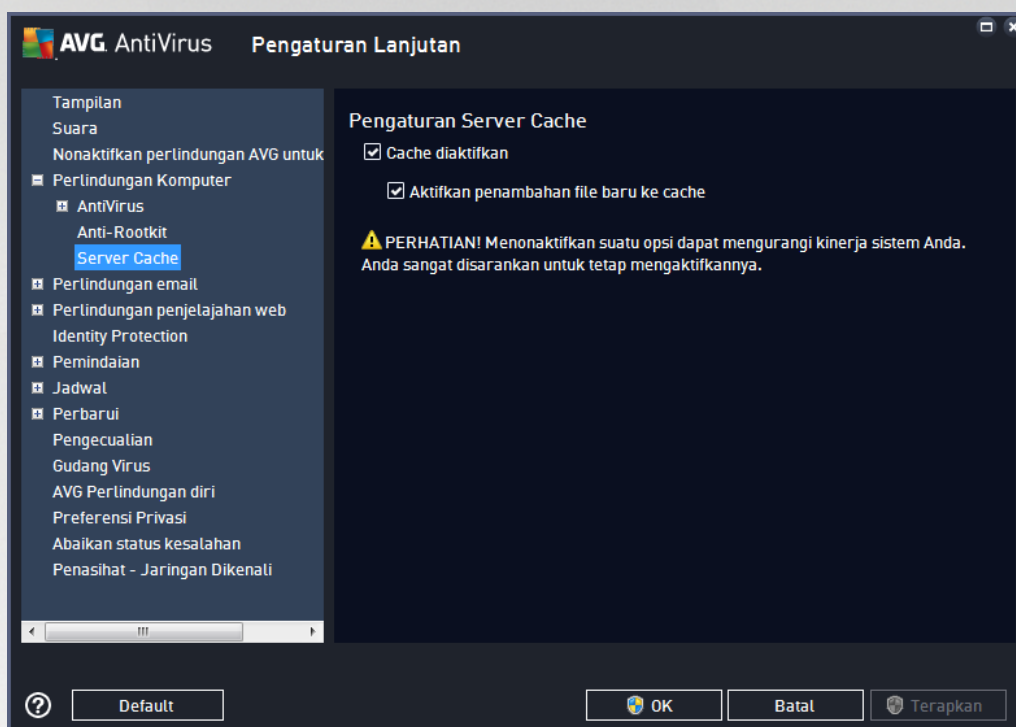 AVG. AntiVirus Pengaturan Lanjutan
Tampilan
Suara
Nonaktifkan perlindungan AVG untuk
Perlindungan Komputer
AntiVirus
Anti-Rootkit
Server Cache
Perlindungan email
Perlindungan penjelajahan web
Identity Protection
Pemindaian
Jadwal
Perbarui
Pengecualian
Gudang Virus
AVG Perlindungan diri
Preferensi Privasi
Abaikan status kesalahan
Penasihat - Jaringan Dikenali
Pengaturan Server Cache
Cache diaktifkan
Aktifkan penambahan file baru ke cache
PERHATIAN! Menonaktifkan suatu opsi dapat mengurangi kinerja sistem Anda.
Anda sangat disarankan untuk tetap mengaktifkannya.
? Default OK Batal Terapkan